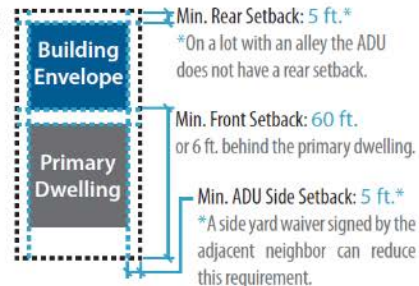 Min. Rear Setback: 5 ft.*
*On a lot with an alley the ADU
does not have a rear setback.
Building
Envelope
Min. Front Setback: 60 ft.
or 6 ft. behind the primary dwelling.
Primary
Dwelling
Min. ADU Side Setback: 5 ft.*
*A side yard waiver signed by the
adjacent neighbor can reduce
this requirement.